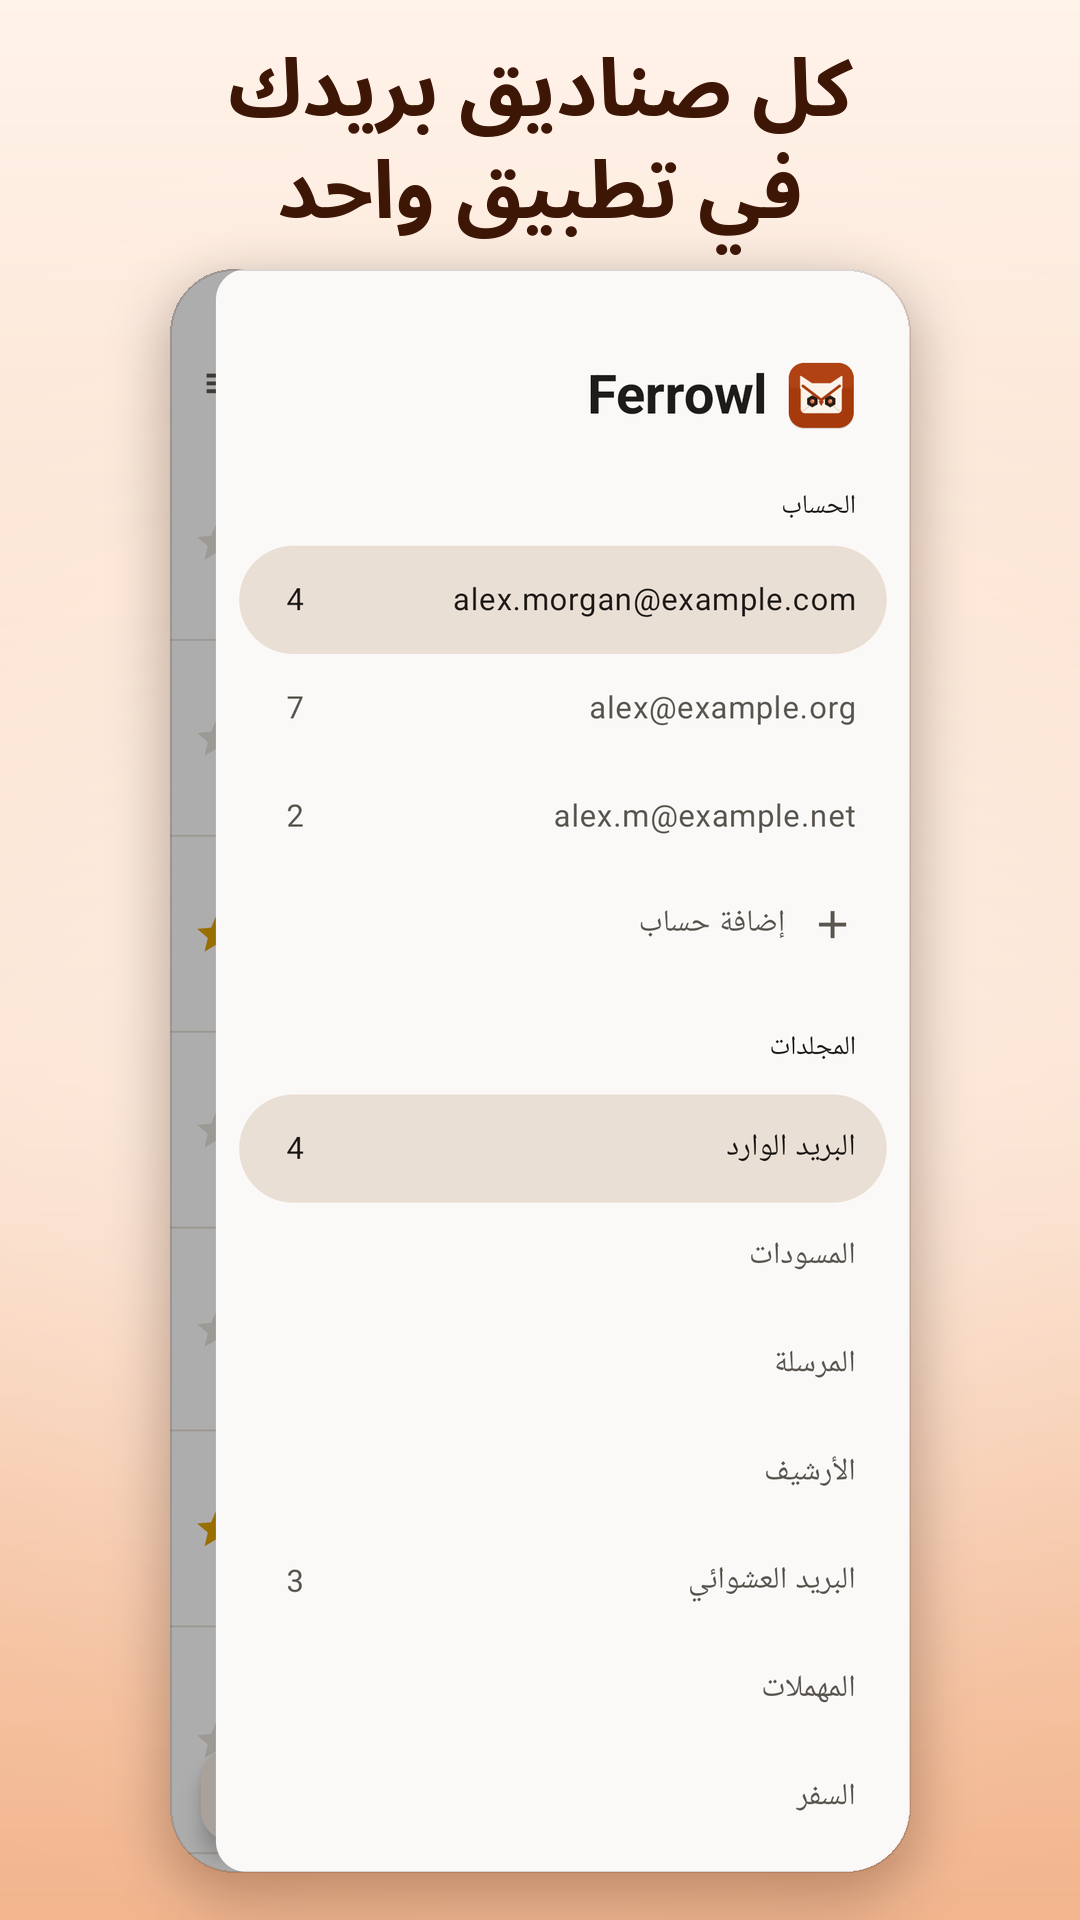 كل صناديق بريدك
في تطبيق واحد
Ferrowl
الحساب
alex.morgan@example.com 4
alex@example.org 7
alex.m@example.net 2
إضافة حساب
المجلدات
البريد الوارد 4
المسودات
المرسلة
الأرشيف
البريد العشوائي 3
المهملات
السفر